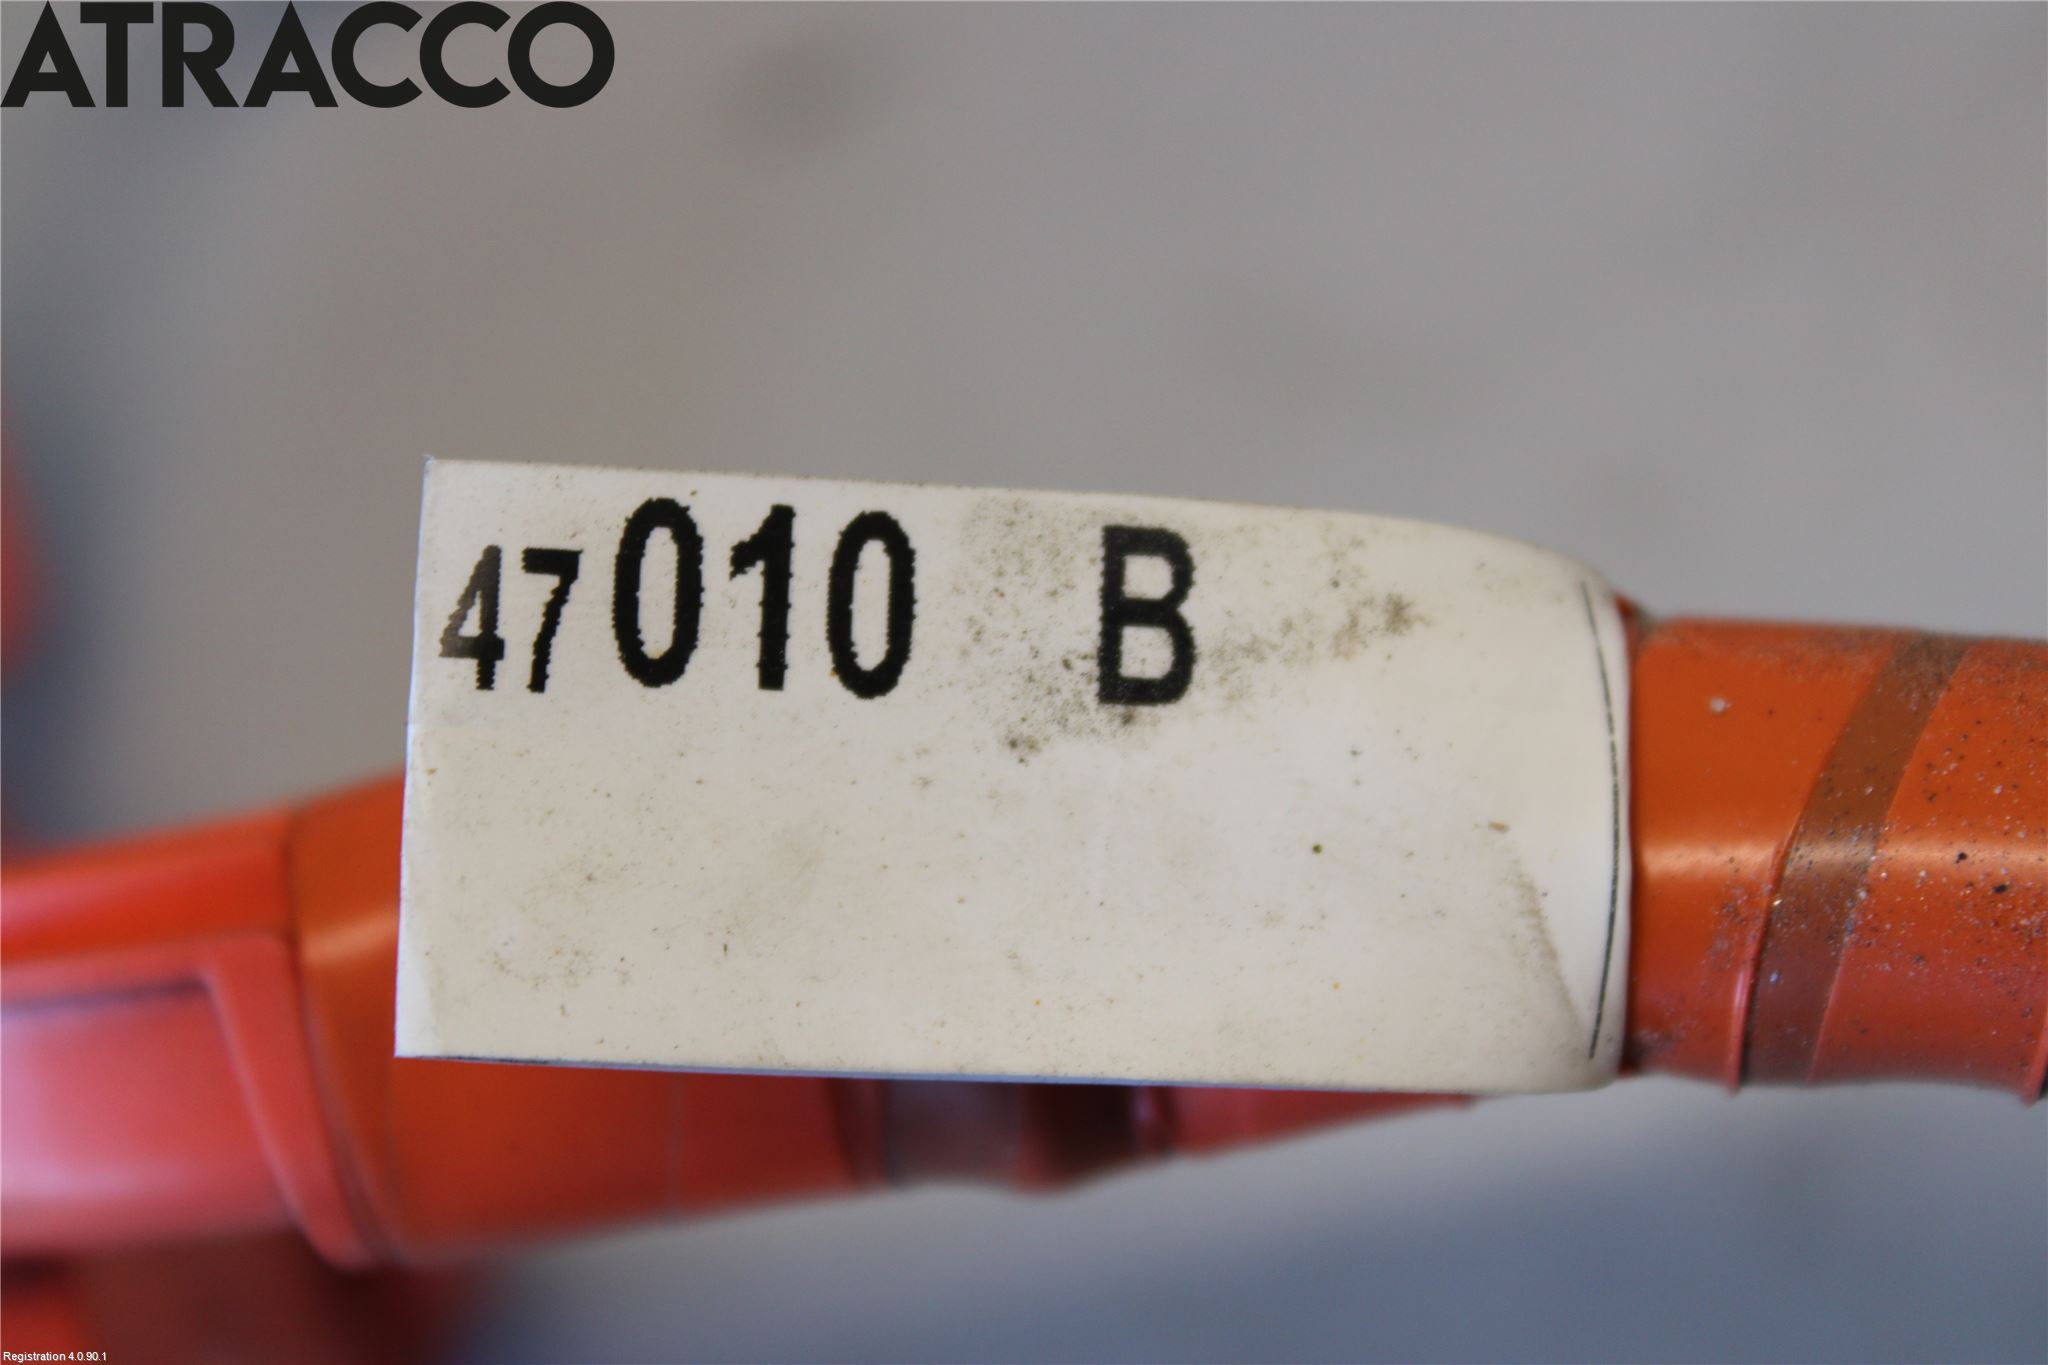 ATRACCO
47010 B
Registration 4.0.90.1